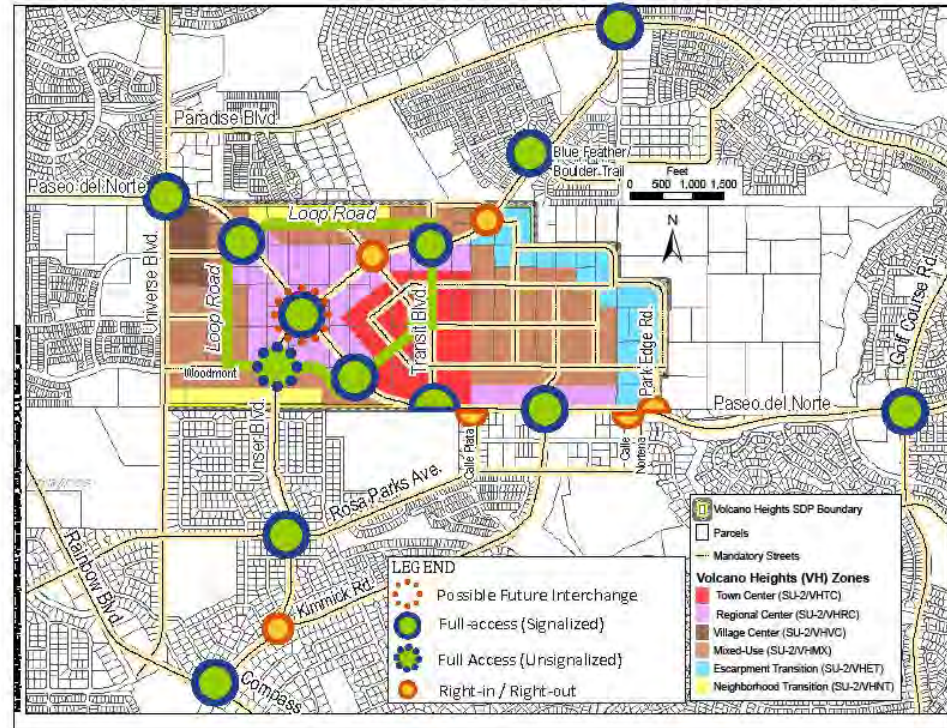 Paradise Blvd.
Blue Feather/
Boulder Trail
Feet
0 500 1,000 1,500
Paseo del Norte
Loop Road
N
Universe Blvd.
Loop Road
Transit Blvd.
Golf Course Rd.
Park Edge Rd.
Woodmont
Paseo del Norte
Unser Blvd.
Calle Plata
Calle
Nortena
Rosa Parks Ave.
Rainbow Blvd.
Kimmick Rd.
Compass
LEGEND
Possible Future Interchange
Full-access (Signalized)
Full Access (Unsignalized)
Right-in / Right-out
Volcano Heights SDP Boundary
Parcels
Mandatory Streets
Volcano Heights (VH) Zones
Town Center (SU-2/VHTC)
Regional Center (SU-2/VHRC)
Village Center (SU-2/VHVC)
Mixed-Use (SU-2/VHMX)
Escarpment Transition (SU-2/VHET)
Neighborhood Transition (SU-2/VHNT)